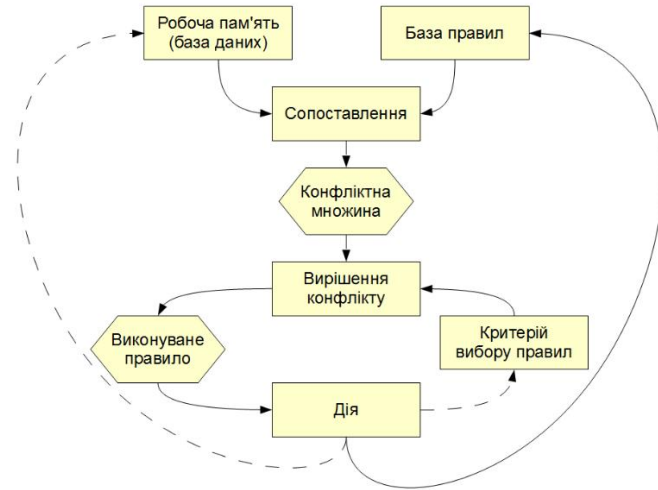 Робоча пам'ять
(база даних)
База правил
Сопоставлення
Конфліктна
множина
Вирішення
конфлікту
Виконуване
правило
Критерій
вибору правил
Дія